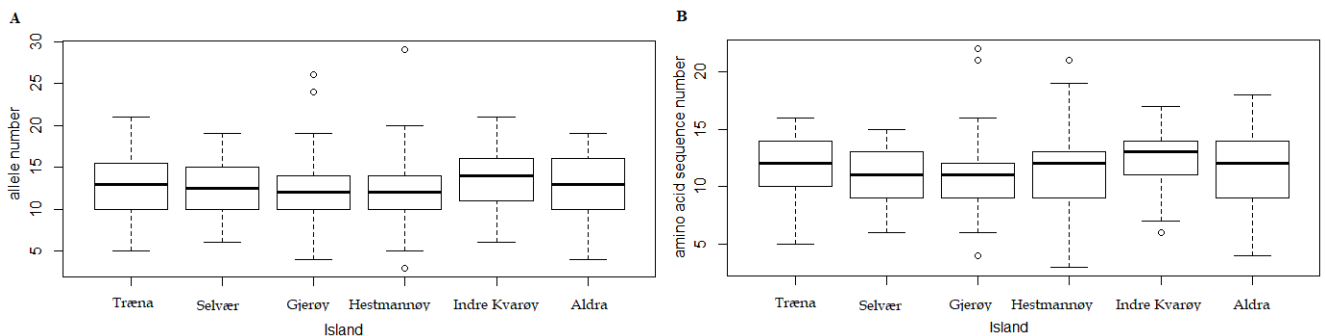 A
allele number
30
25
20
15
10
5
Træna Selvær Gjerøy Hestmannøy Indre Kvarøy Aldra
Island
B
amino acid sequence number
20
15
10
5
Træna Selvær Gjerøy Hestmannøy Indre Kvarøy Aldra
Island